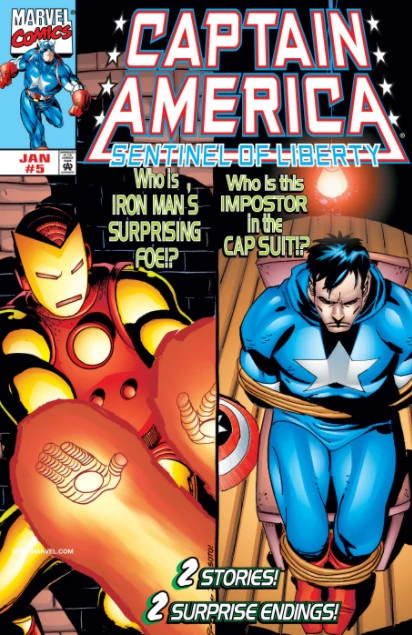 MARVEL
COMICS
CAPTAIN
AMERICA
SENTINEL OF LIBERTY
JAN
#5
Who is
IRON MAN'S
SURPRISING
FOE!?
Who is this
IMPOSTOR
in the
CAP SUIT!?
2 STORIES!
2 SURPRISE ENDINGS!